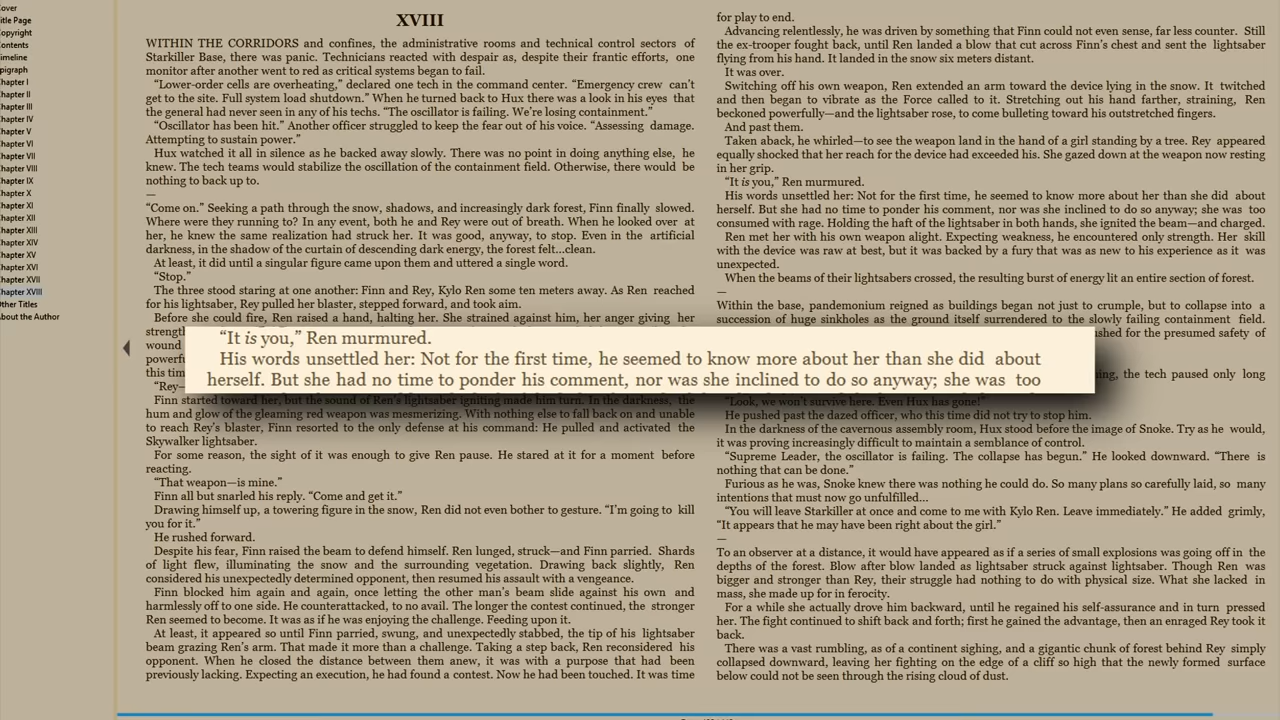 over
itle Page
opyright
ontents
imeline
pigraph
hapter I
hapter II
hapter III
hapter IV
hapter V
hapter VI
hapter VII
hapter VIII
hapter IX
hapter X
hapter XI
hapter XII
hapter XIII
hapter XIV
hapter XV
hapter XVI
hapter XVII
hapter XVIII
ther Titles
bout the Author
XVIII
WITHIN THE CORRIDORS and confines, the administrative rooms and technical control sectors of
Starkiller Base, there was panic. Technicians reacted with despair as, despite their frantic efforts, one
monitor after another went to red as critical systems began to fail.
“Lower-order cells are overheating,” declared one tech in the command center. “Emergency crew can’t
get to the site. Full system load shutdown.” When he turned back to Hux there was a look in his eyes that
the general had never seen in any of his techs. “The oscillator is failing. We’re losing containment.”
“Oscillator has been hit.” Another officer struggled to keep the fear out of his voice. “Assessing damage.
Attempting to sustain power.”
Hux watched it all in silence as he backed away slowly. There was no point in doing anything else, he
knew. The tech teams would stabilize the oscillation of the containment field. Otherwise, there would be
nothing to back up to.
—
“Come on.” Seeking a path through the snow, shadows, and increasingly dark forest, Finn finally slowed.
Where were they running to? In any event, both he and Rey were out of breath. When he looked over at
her, he knew the same realization had struck her. It was good, anyway, to stop. Even in the artificial
darkness, in the shadow of the curtain of descending dark energy, the forest felt...clean.
At least, it did until a singular figure came upon them and uttered a single word.
“Stop.”
The three stood staring at one another: Finn and Rey, Kylo Ren some ten meters away. As Ren reached
for his lightsaber, Rey pulled her blaster, stepped forward, and took aim.
Before she could fire, Ren raised a hand, halting her. She strained against him, her anger giving her
strengt
wound
powerfu
this tim
“Rey—
Finn started toward her, but the sound of Ren’s lightsaber igniting made him turn. In the darkness, the
hum and glow of the gleaming red weapon was mesmerizing. With nothing else to fall back on and unable
to reach Rey’s blaster, Finn resorted to the only defense at his command: He pulled and activated the
Skywalker lightsaber.
For some reason, the sight of it was enough to give Ren pause. He stared at it for a moment before
reacting.
“That weapon—is mine.”
Finn all but snarled his reply. “Come and get it.”
Drawing himself up, a towering figure in the snow, Ren did not even bother to gesture. “I’m going to kill
you for it.”
He rushed forward.
Despite his fear, Finn raised the beam to defend himself. Ren lunged, struck—and Finn parried. Shards
of light flew, illuminating the snow and the surrounding vegetation. Drawing back slightly, Ren
considered his unexpectedly determined opponent, then resumed his assault with a vengeance.
Finn blocked him again and again, once letting the other man’s beam slide against his own and
harmlessly off to one side. He counterattacked, to no avail. The longer the contest continued, the stronger
Ren seemed to become. It was as if he was enjoying the challenge. Feeding upon it.
At least, it appeared so until Finn parried, swung, and unexpectedly stabbed, the tip of his lightsaber
beam grazing Ren’s arm. That made it more than a challenge. Taking a step back, Ren reconsidered his
opponent. When he closed the distance between them anew, it was with a purpose that had been
previously lacking. Expecting an execution, he had found a contest. Now he had been touched. It was time
for play to end.
Advancing relentlessly, he was driven by something that Finn could not even sense, far less counter. Still
the ex-trooper fought back, until Ren landed a blow that cut across Finn’s chest and sent the lightsaber
flying from his hand. It landed in the snow six meters distant.
It was over.
Switching off his own weapon, Ren extended an arm toward the device lying in the snow. It twitched
and then began to vibrate as the Force called to it. Stretching out his hand farther, straining, Ren
beckoned powerfully—and the lightsaber rose, to come bulleting toward his outstretched fingers.
And past them.
Taken aback, he whirled—to see the weapon land in the hand of a girl standing by a tree. Rey appeared
equally shocked that her reach for the device had exceeded his. She gazed down at the weapon now resting
in her grip.
“It is you,” Ren murmured.
His words unsettled her: Not for the first time, he seemed to know more about her than she did about
herself. But she had no time to ponder his comment, nor was she inclined to do so anyway; she was too
consumed with rage. Holding the haft of the lightsaber in both hands, she ignited the beam—and charged.
Ren met her with his own weapon alight. Expecting weakness, he encountered only strength. Her skill
with the device was raw at best, but it was backed by a fury that was as new to his experience as it was
unexpected.
When the beams of their lightsabers crossed, the resulting burst of energy lit an entire section of forest.
—
Within the base, pandemonium reigned as buildings began not just to crumple, but to collapse into a
succession of huge sinkholes as the ground itself surrendered to the slowly failing containment field.
ushed for the presumed safety of
“It is you,” Ren murmured.
His words unsettled her: Not for the first time, he seemed to know more about her than she did about
herself. But she had no time to ponder his comment, nor was she inclined to do so anyway; she was too
ing, the tech paused only long
“Look, we won’t survive here. Even Hux has gone!”
He pushed past the dazed officer, who this time did not try to stop him.
In the darkness of the cavernous assembly room, Hux stood before the image of Snoke. Try as he would,
it was proving increasingly difficult to maintain a semblance of control.
“Supreme Leader, the oscillator is failing. The collapse has begun.” He looked downward. “There is
nothing that can be done.”
Furious as he was, Snoke knew there was nothing he could do. So many plans so carefully laid, so many
intentions that must now go unfulfilled...
“You will leave Starkiller at once and come to me with Kylo Ren. Leave immediately.” He added grimly,
“It appears that he may have been right about the girl.”
—
To an observer at a distance, it would have appeared as if a series of small explosions was going off in the
depths of the forest. Blow after blow landed as lightsaber struck against lightsaber. Though Ren was
bigger and stronger than Rey, their struggle had nothing to do with physical size. What she lacked in
mass, she made up for in ferocity.
For a while she actually drove him backward, until he regained his self-assurance and in turn pressed
her. The fight continued to shift back and forth; first he gained the advantage, then an enraged Rey took it
back.
There was a vast rumbling, as of a continent sighing, and a gigantic chunk of forest behind Rey simply
collapsed downward, leaving her fighting on the edge of a cliff so high that the newly formed surface
below could not be seen through the rising cloud of dust.